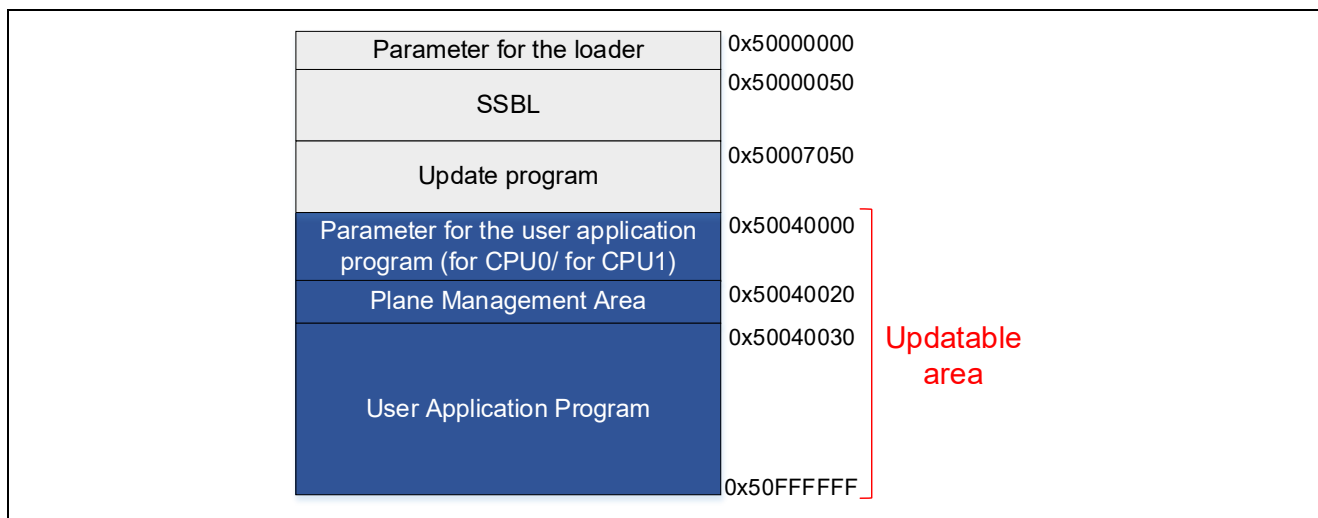 Parameter for the loader
0x50000000
0x50000050
SSBL
0x50007050
Update program
0x50040000
Parameter for the user application
program (for CPU0/ for CPU1)
0x50040020
Plane Management Area
0x50040030
Updatable
area
User Application Program
0x50FFFFFF